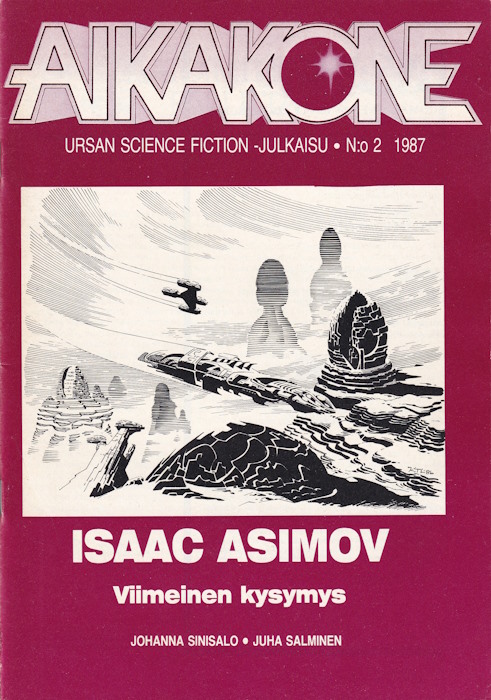 AIKAKONE
URSAN SCIENCE FICTION -JULKAISU • N:o 2 1987
ISAAC ASIMOV
Viimeinen kysymys
JOHANNA SINISALO • JUHA SALMINEN